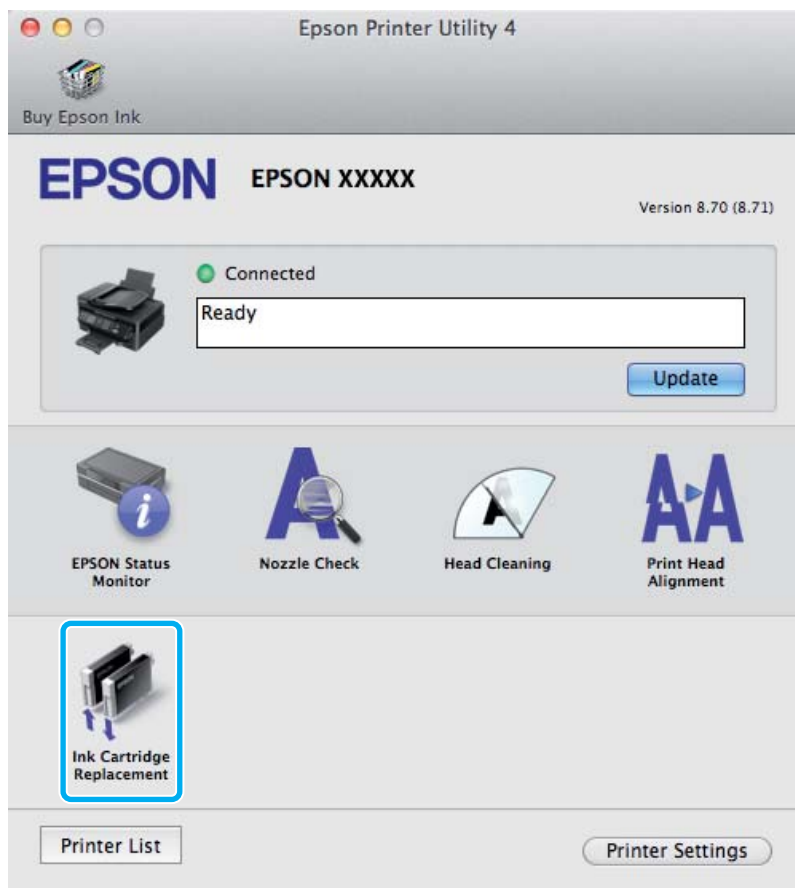 Epson Printer Utility 4
Buy Epson Ink
EPSON EPSON XXXXX
Version 8.70 (8.71)
Connected
Ready
Update
EPSON Status
Monitor
Nozzle Check
Head Cleaning
Print Head
Alignment
Ink Cartridge
Replacement
Printer List
Printer Settings